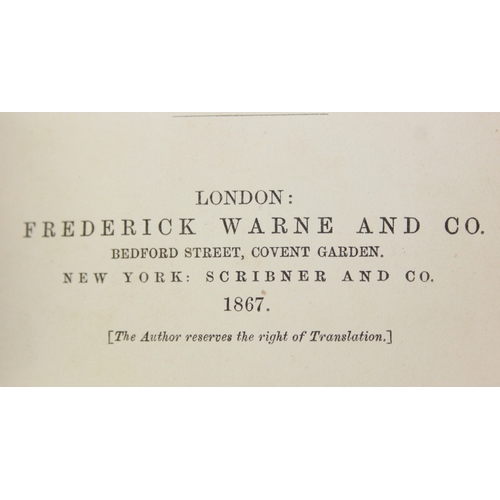 LONDON:
FREDERICK WARNE AND CO.
BEDFORD STREET, COVENT GARDEN.
NEW YORK: SCRIBNER AND CO.
1867.
[The Author reserves the right of Translation.]